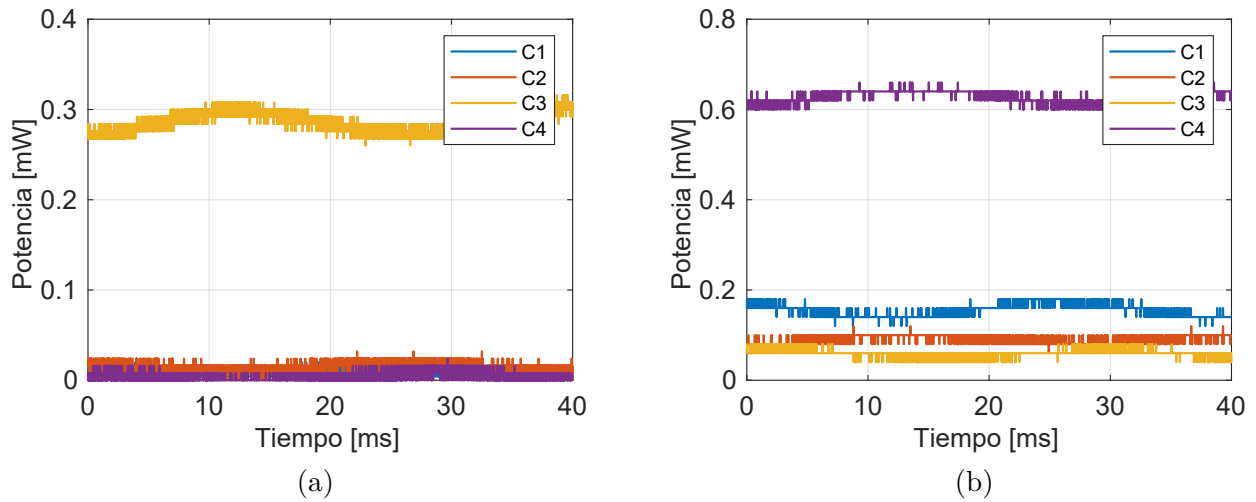 0.4
0.3
0.2
0.1
0
Potencia [mW]
0 10 20 30 40
Tiempo [ms]
C1
C2
C3
C4
(a)
0.8
0.6
0.4
0.2
0
Potencia [mW]
0 10 20 30 40
Tiempo [ms]
C1
C2
C3
C4
(b)